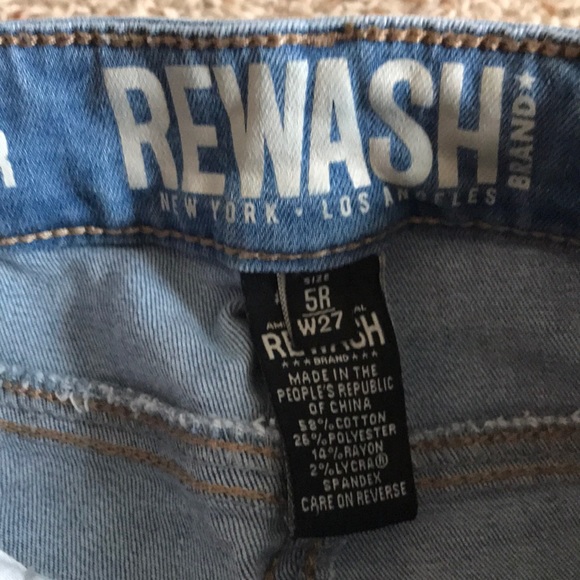 R
REWASH
BRAND★
NEW YORK • LOS ANGELES
SIZE
5R
W27
★★★BRAND★★★
MADE IN THE
PEOPLE'S REPUBLIC
OF CHINA
58%COTTON
26%POLYESTER
14%RAYON
2%LYCRA®
SPANDEX
CARE ON REVERSE